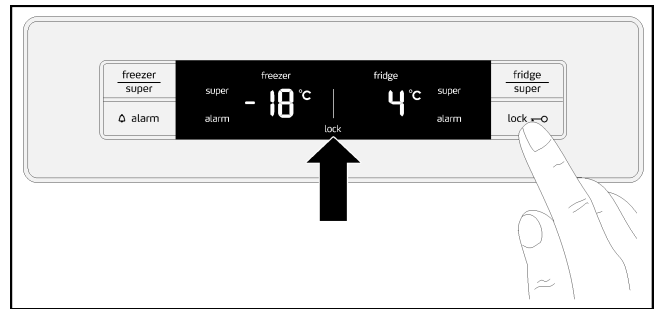 freezer
super
alarm
freezer
super
-18°C
alarm
lock
fridge
4°C
super
alarm
fridge
super
lock